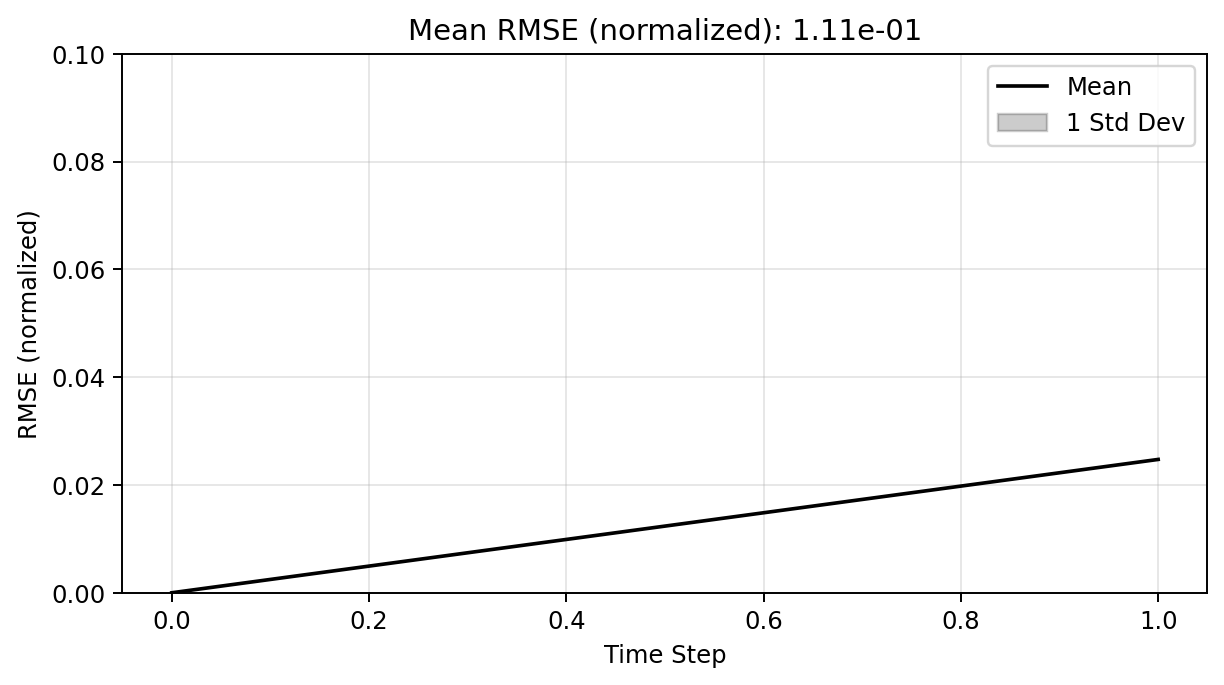 Mean RMSE (normalized): 1.11e-01
0.10
0.08
0.06
0.04
0.02
0.00
RMSE (normalized)
Mean
1 Std Dev
0.0 0.2 0.4 0.6 0.8 1.0
Time Step